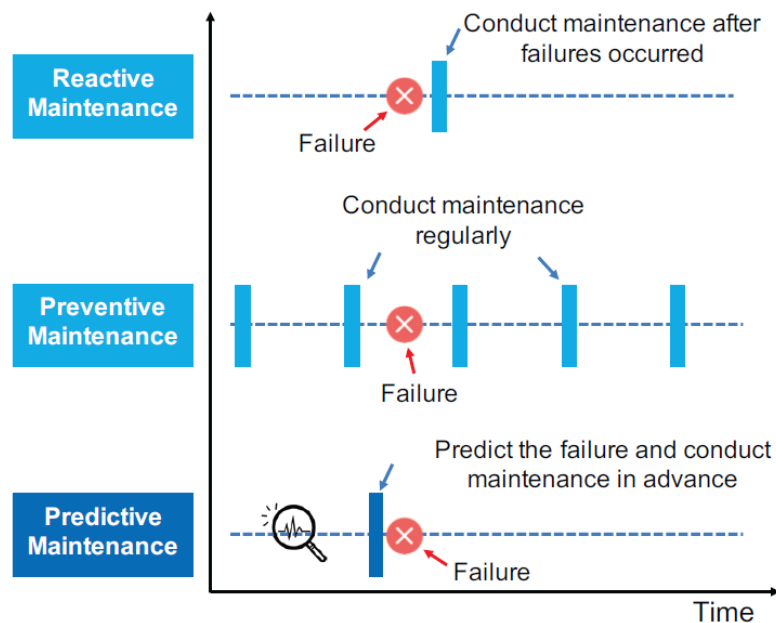 Conduct maintenance after
failures occurred
Reactive
Maintenance
Failure
Conduct maintenance
regularly
Preventive
Maintenance
Failure
Predict the failure and conduct
maintenance in advance
Predictive
Maintenance
Failure
Time